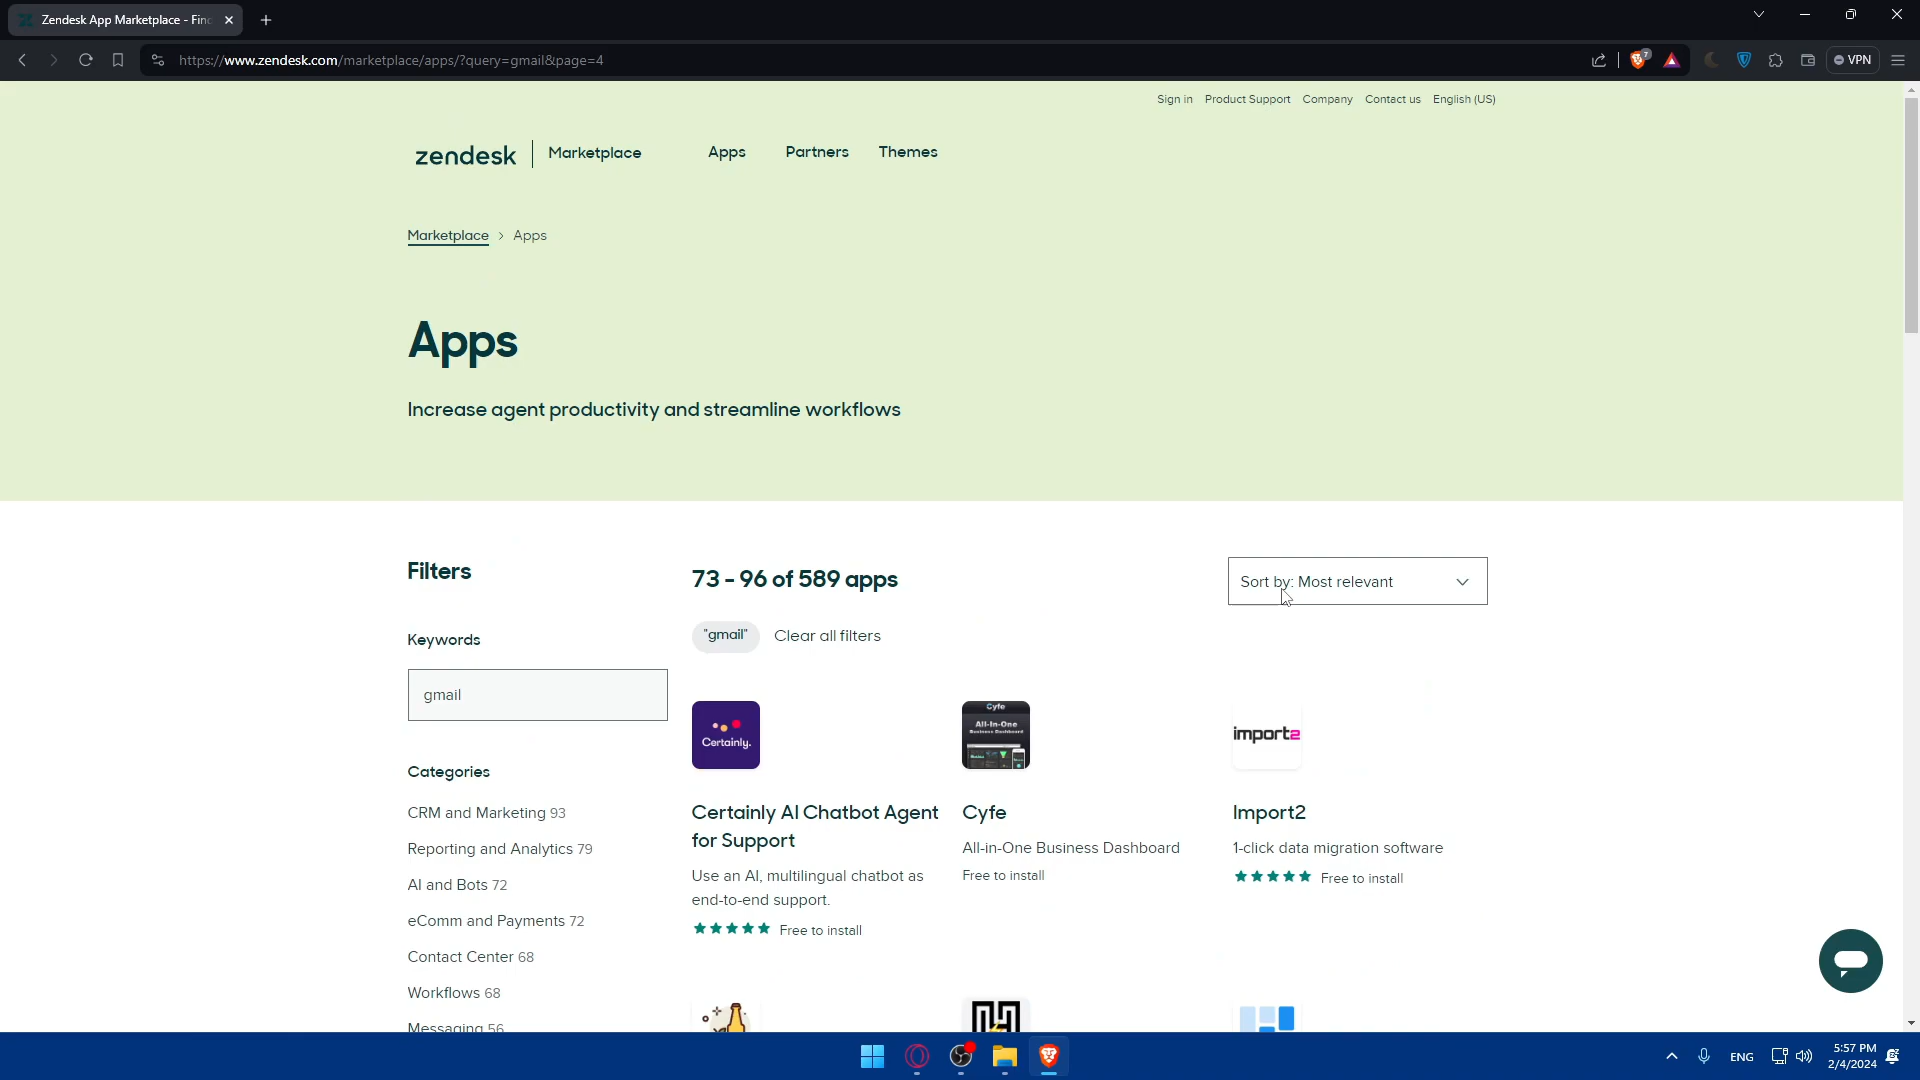 Zendesk App Marketplace - Fin
https://www.zendesk.com/marketplace/apps/?query=gmail&page=4
7
VPN
Sign in Product Support Company Contact us English (US)
zendesk Marketplace Apps Partners Themes
Marketplace > Apps
Apps
Increase agent productivity and streamline workflows
Filters
73 - 96 of 589 apps
Sort by: Most relevant
"gmail" Clear all filters
Keywords
gmail
Certainly.
Cyfe
All-In-One
Business Dashboard
import2
Categories
CRM and Marketing 93
Reporting and Analytics 79
AI and Bots 72
eComm and Payments 72
Contact Center 68
Workflows 68
Messaging 56
Certainly AI Chatbot Agent
for Support
Use an AI, multilingual chatbot as
end-to-end support.
Free to install
Cyfe
All-in-One Business Dashboard
Free to install
Import2
1-click data migration software
Free to install
ENG
5:57 PM
2/4/2024